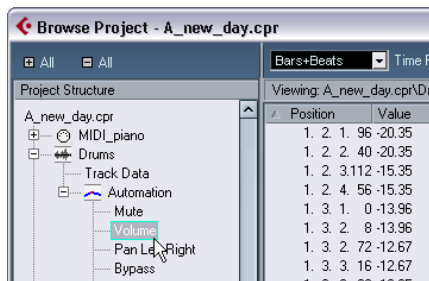 Browse Project - A_new_day.cpr
All All Bars+Beats Time
Project Structure Viewing: A_new_day.cpr\D
Position Value
A_new_day.cpr
1. 2. 1. 96 -20.35
MIDI_piano
1. 2. 2. 40 -20.35
Drums
1. 2. 3.112 -15.35
Track Data
1. 2. 4. 56 -15.35
Automation
1. 3. 1. 0 -13.96
Mute
1. 3. 2. 8 -13.96
Volume
1. 3. 2. 72 -12.67
Pan Left-Right
1. 3. 3. 16 -12.67
Bypass